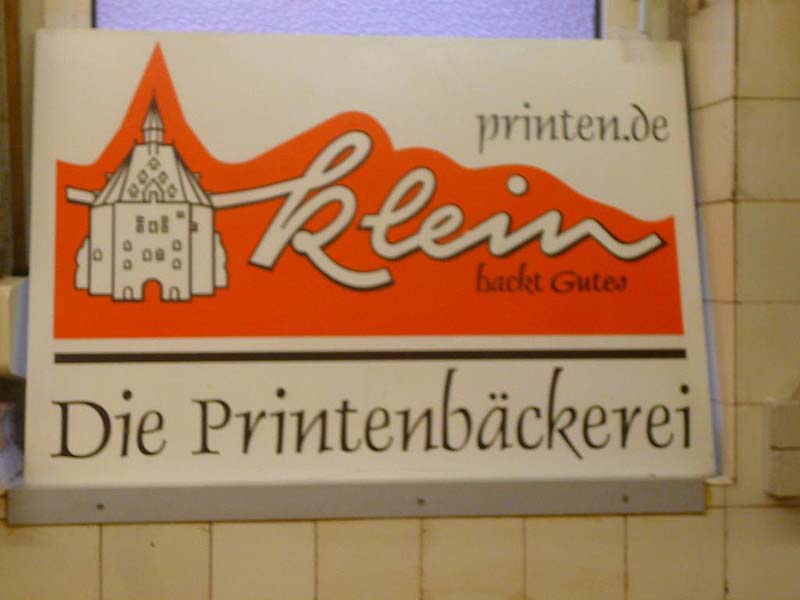 printen.de
klein
backt Gutes
Die Printenbäckerei